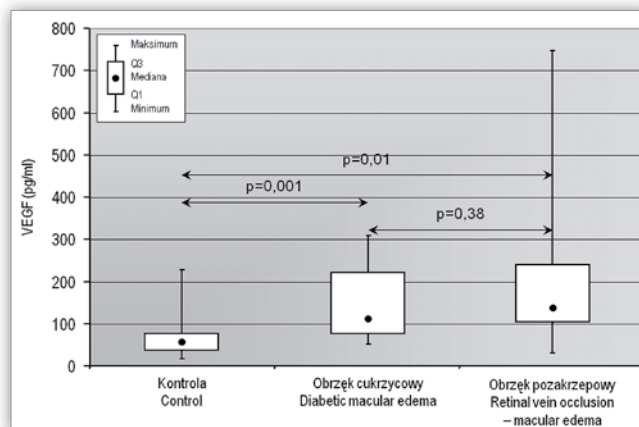 800
700
600
500
400
300
200
100
0
VEGF (pg/ml)
Maksimum
Q3
Mediana
Q1
Minimum
p=0,01
p=0,001
p=0,38
Kontrola
Control
Obrzęk cukrzycowy
Diabetic macular edema
Obrzęk pozakrzepowy
Retinal vein occlusion
– macular edema